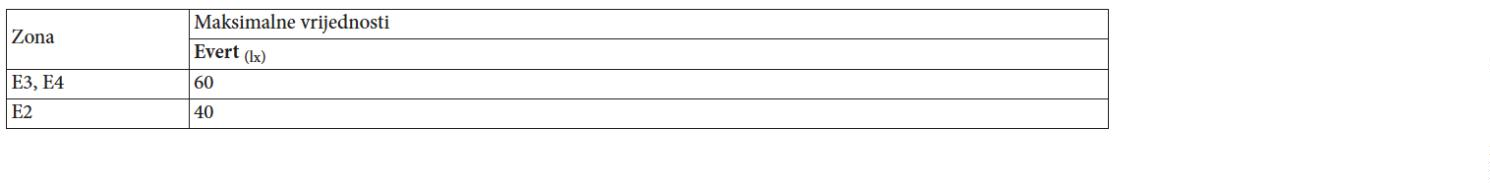 Zona
Maksimalne vrijednosti
Evert (lx)
E3, E4
60
E2
40